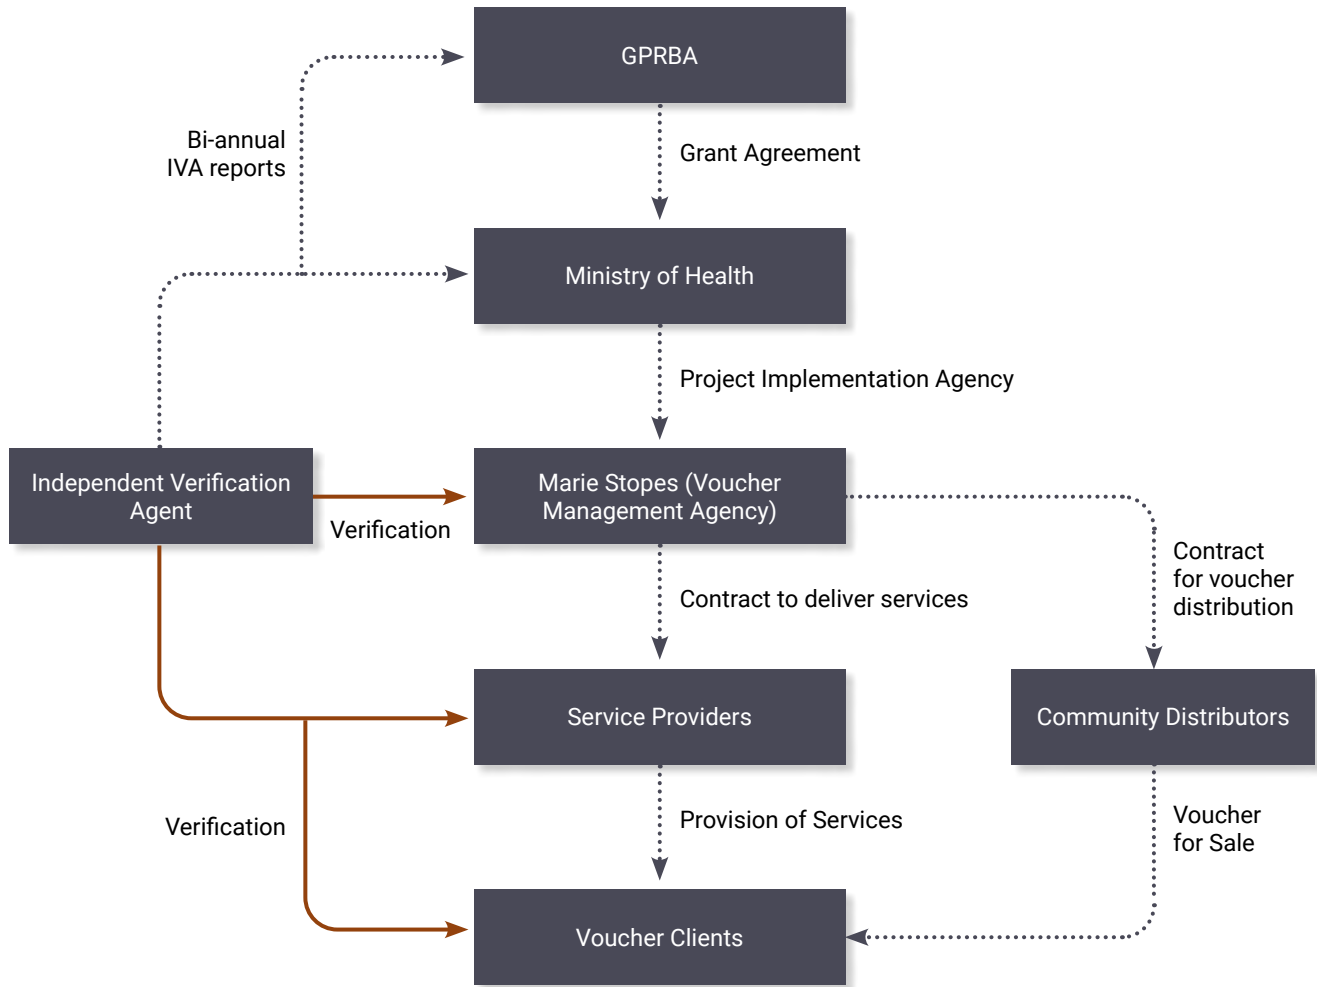 GPRBA
Bi-annual
IVA reports
Grant Agreement
Ministry of Health
Project Implementation Agency
Independent Verification
Agent
Verification
Marie Stopes (Voucher
Management Agency)
Contract
for voucher
distribution
Contract to deliver services
Service Providers
Community Distributors
Verification
Provision of Services
Voucher
for Sale
Voucher Clients